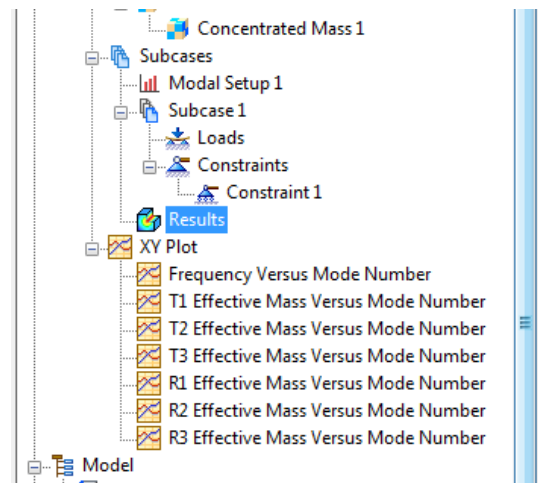 Concentrated Mass 1
Subcases
Modal Setup 1
Subcase 1
Loads
Constraints
Constraint 1
Results
XY Plot
Frequency Versus Mode Number
T1 Effective Mass Versus Mode Number
T2 Effective Mass Versus Mode Number
T3 Effective Mass Versus Mode Number
R1 Effective Mass Versus Mode Number
R2 Effective Mass Versus Mode Number
R3 Effective Mass Versus Mode Number
Model